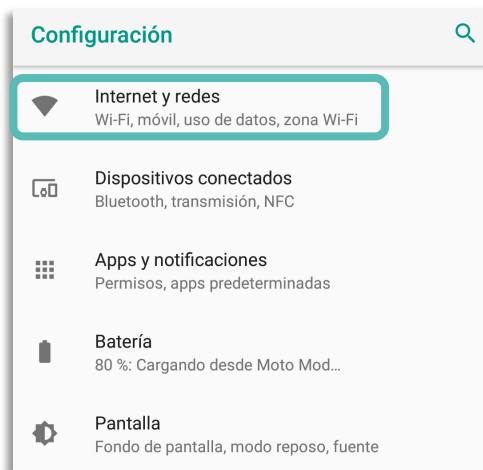 Configuración
Internet y redes
Wi-Fi, móvil, uso de datos, zona Wi-Fi
Dispositivos conectados
Bluetooth, transmisión, NFC
Apps y notificaciones
Permisos, apps predeterminadas
Batería
80 %: Cargando desde Moto Mod...
Pantalla
Fondo de pantalla, modo reposo, fuente